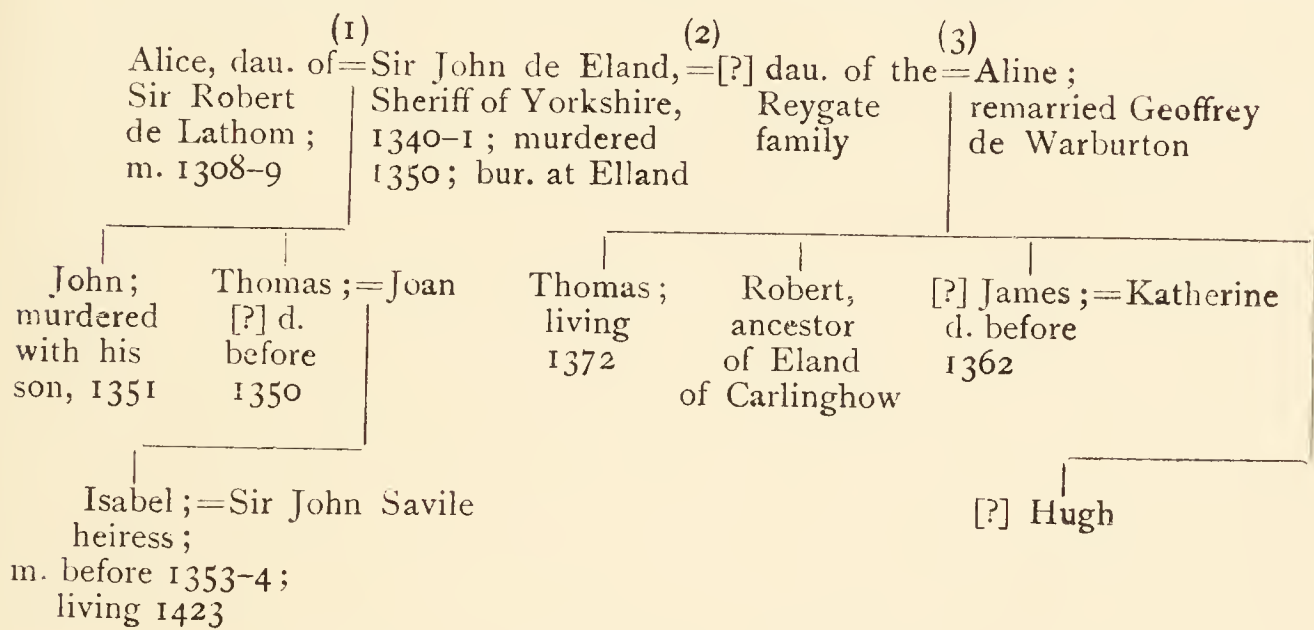 (1) (2) (3)
Alice, dau. of=Sir John de Eland,=[?] dau. of the=Aline;
Sir Robert Sheriff of Yorkshire, Reygate remarried Geoffrey
de Lathom; 1340-1; murdered family de Warburton
m. 1308-9 1350; bur. at Elland
John; Thomas;=Joan Thomas; Robert, [?] James;=Katherine
murdered [?] d. living ancestor d. before
with his before 1372 of Eland 1362
son, 1351 1350 of Carlinghow
Isabel;=Sir John Savile [?] Hugh
heiress;
m. before 1353-4;
living 1423